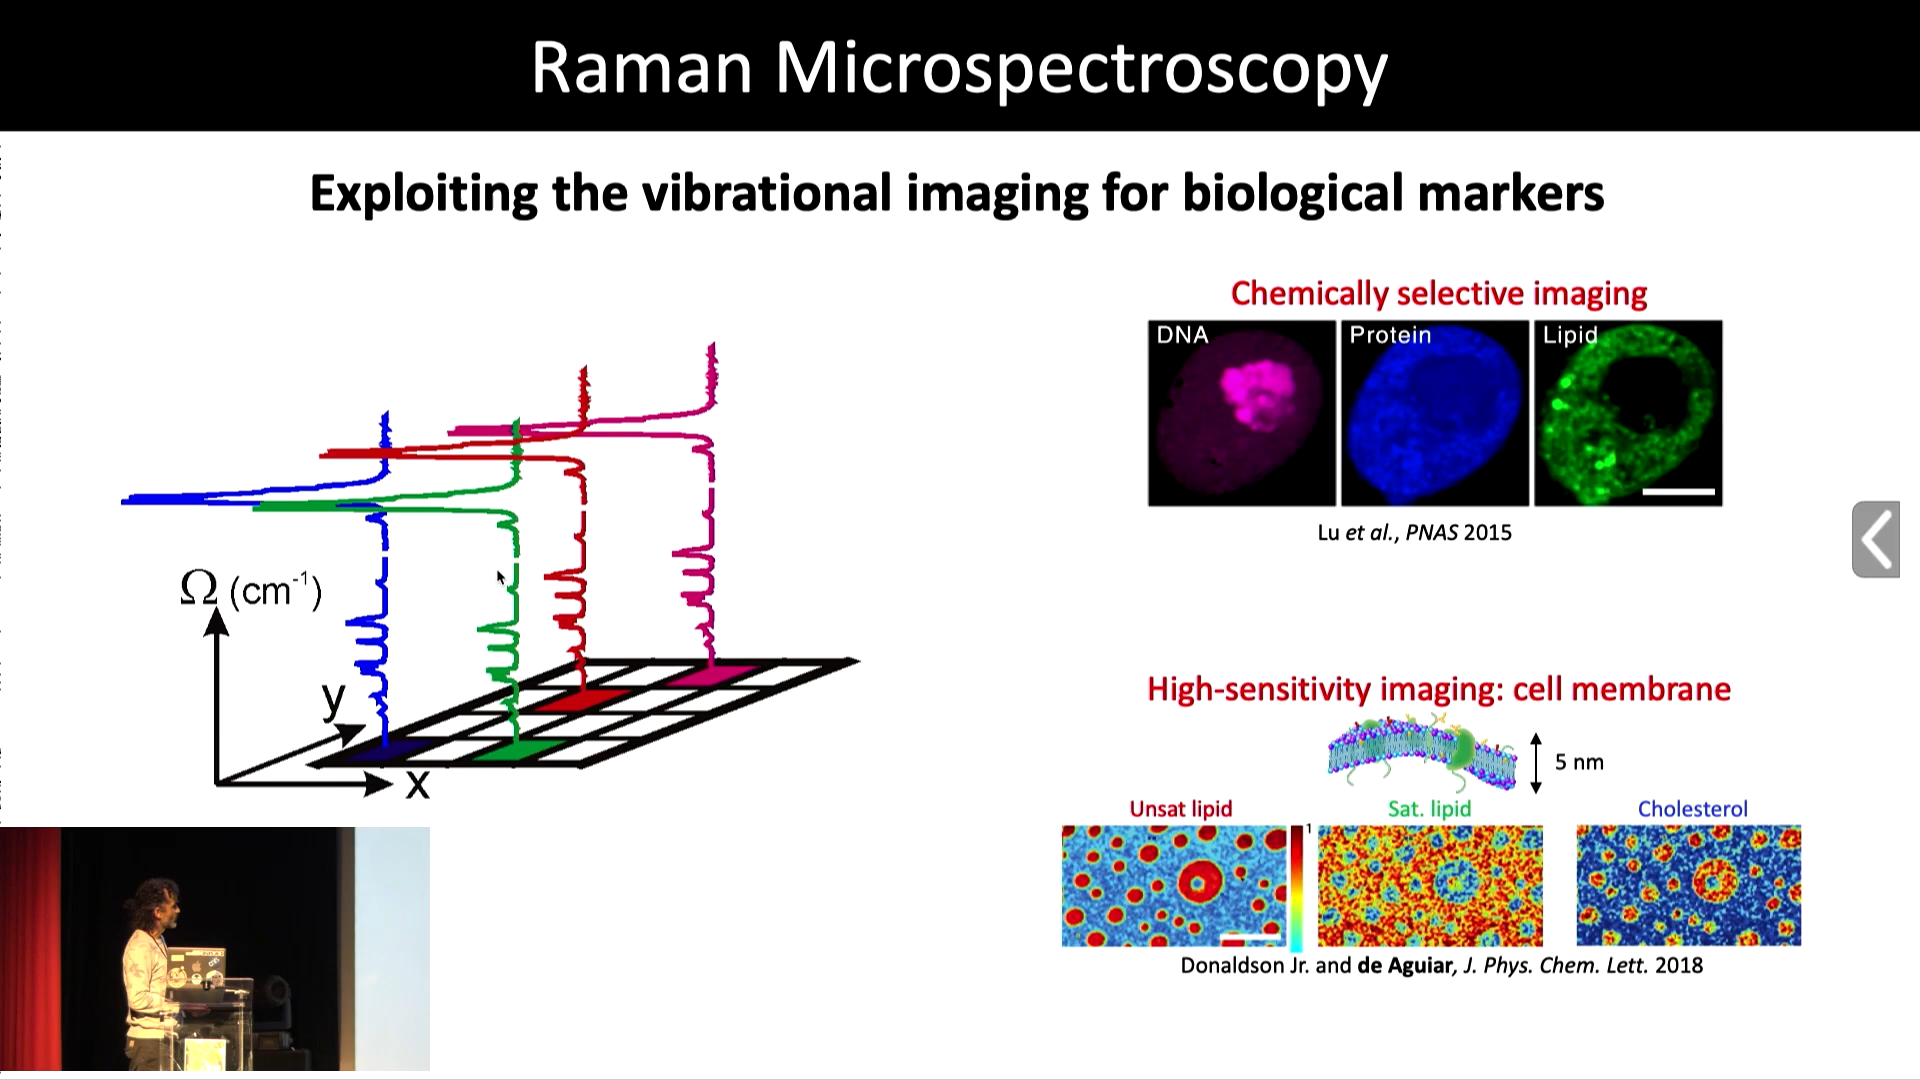 Raman Microspectroscopy
Exploiting the vibrational imaging for biological markers
Ω (cm⁻¹)
y
x
Chemically selective imaging
DNA
Protein
Lipid
Lu et al., PNAS 2015
High-sensitivity imaging: cell membrane
5 nm
Unsat lipid
Sat. lipid
Cholesterol
1
Donaldson Jr. and de Aguiar, J. Phys. Chem. Lett. 2018